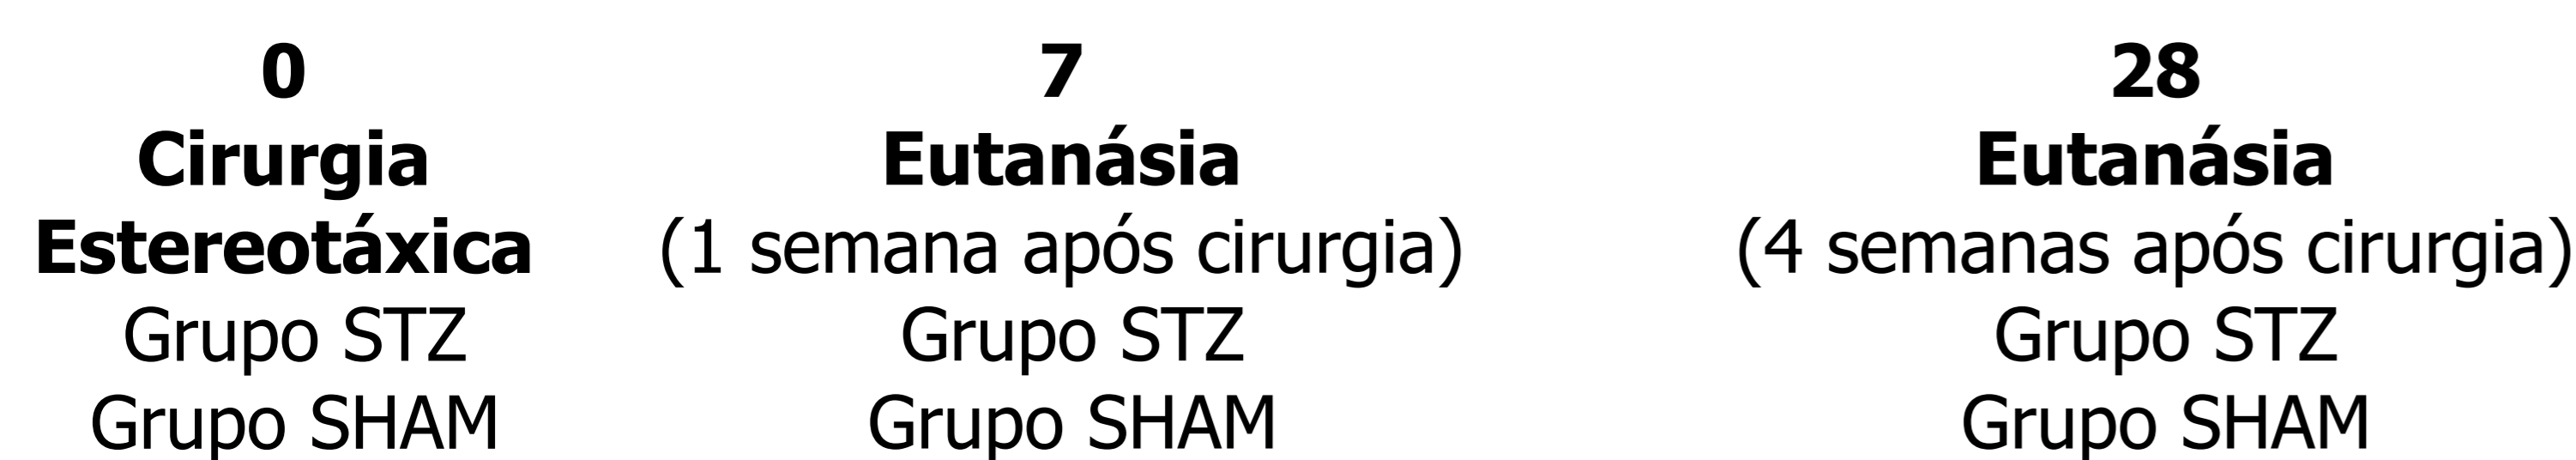 0
Cirurgia
Estereotáxica
Grupo STZ
Grupo SHAM
7
Eutanásia
(1 semana após cirurgia)
Grupo STZ
Grupo SHAM
28
Eutanásia
(4 semanas após cirurgia)
Grupo STZ
Grupo SHAM